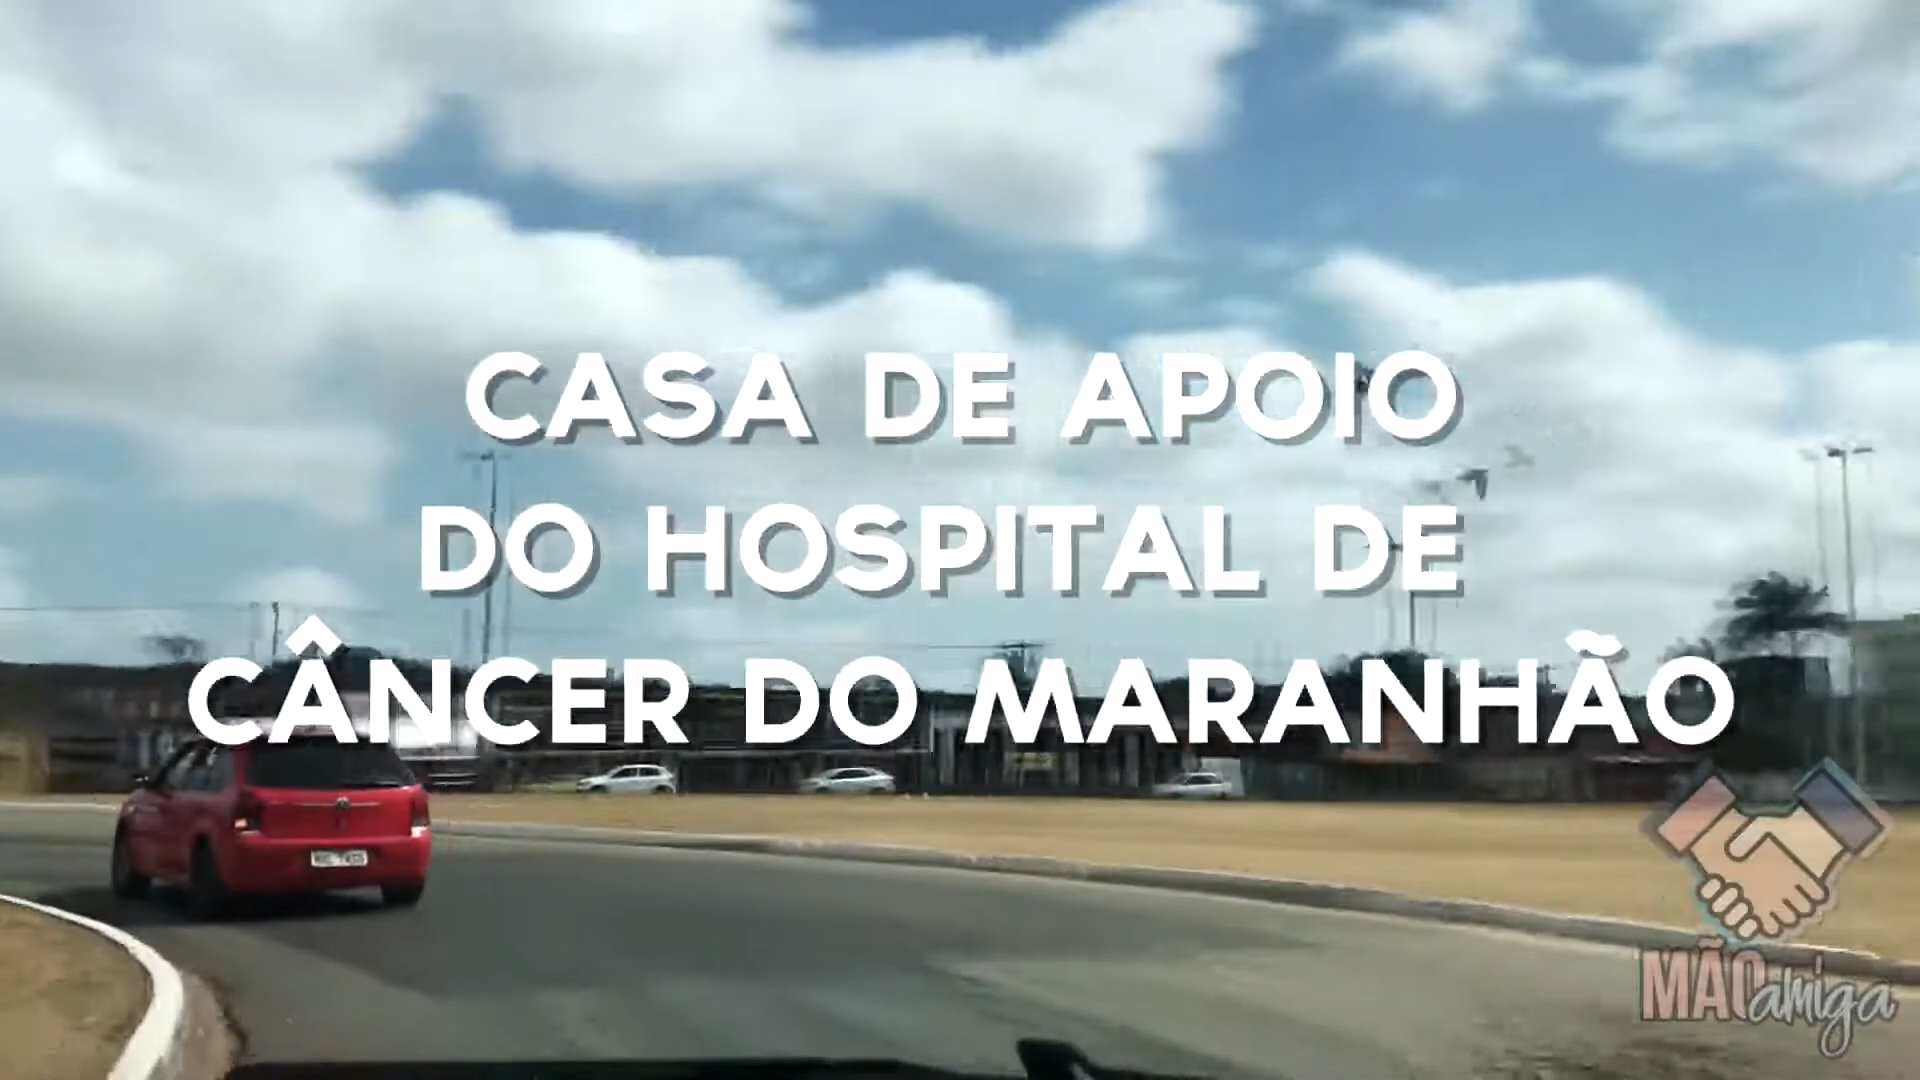 CASA DE APOIO
DO HOSPITAL DE
CÂNCER DO MARANHÃO
MÃO
amiga